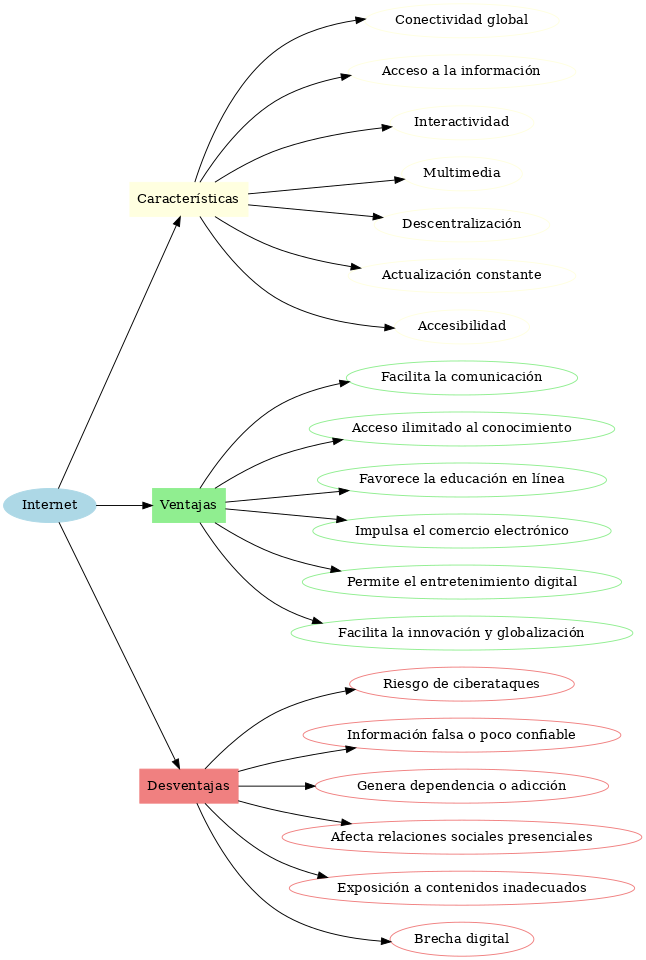 Internet
Características
Conectividad global
Acceso a la información
Interactividad
Multimedia
Descentralización
Actualización constante
Accesibilidad
Ventajas
Facilita la comunicación
Acceso ilimitado al conocimiento
Favorece la educación en línea
Impulsa el comercio electrónico
Permite el entretenimiento digital
Facilita la innovación y globalización
Desventajas
Riesgo de ciberataques
Información falsa o poco confiable
Genera dependencia o adicción
Afecta relaciones sociales presenciales
Exposición a contenidos inadecuados
Brecha digital